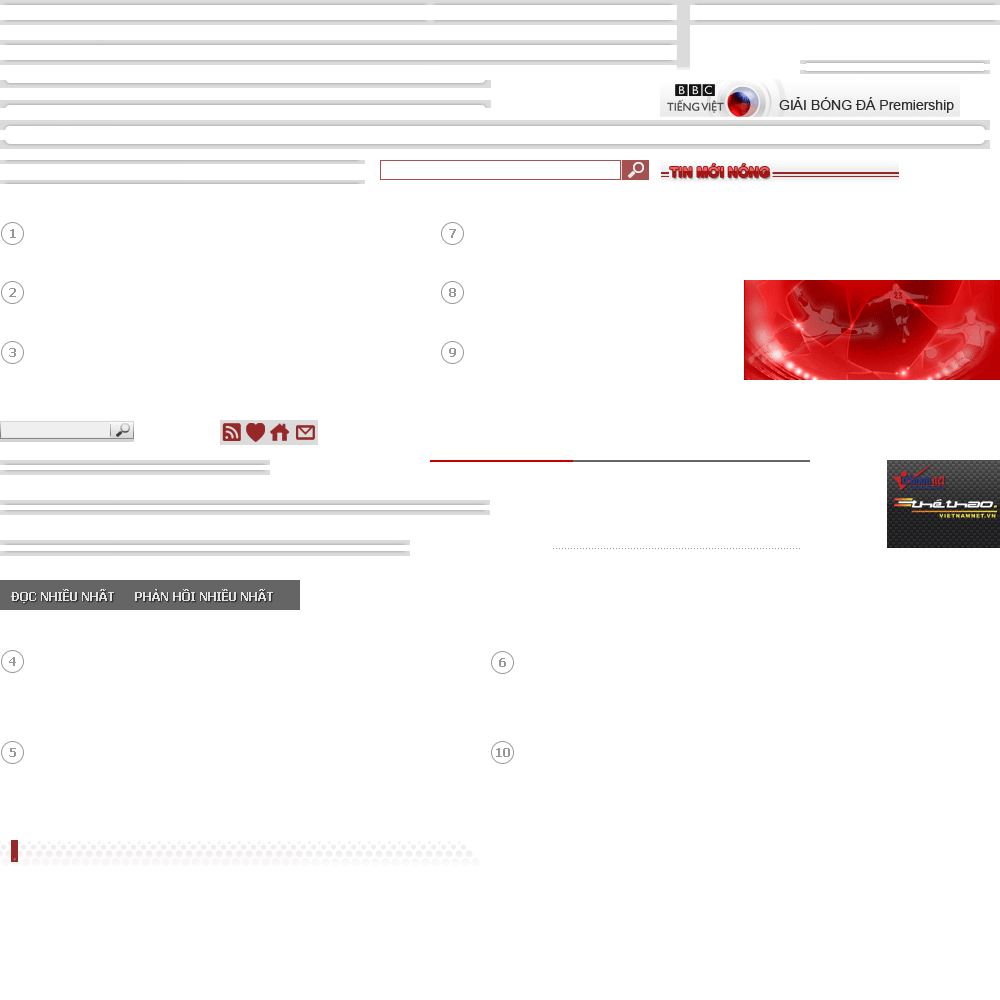 BBC
TIẾNG VIỆT
GIẢI BÓNG ĐÁ Premiership
TIN MỚI NÓNG
1
7
2
8
23
3
9
thể thao.
VIETNAMNET.VN
ĐỌC NHIỀU NHẤT PHẢN HỒI NHIỀU NHẤT
4
6
5
10